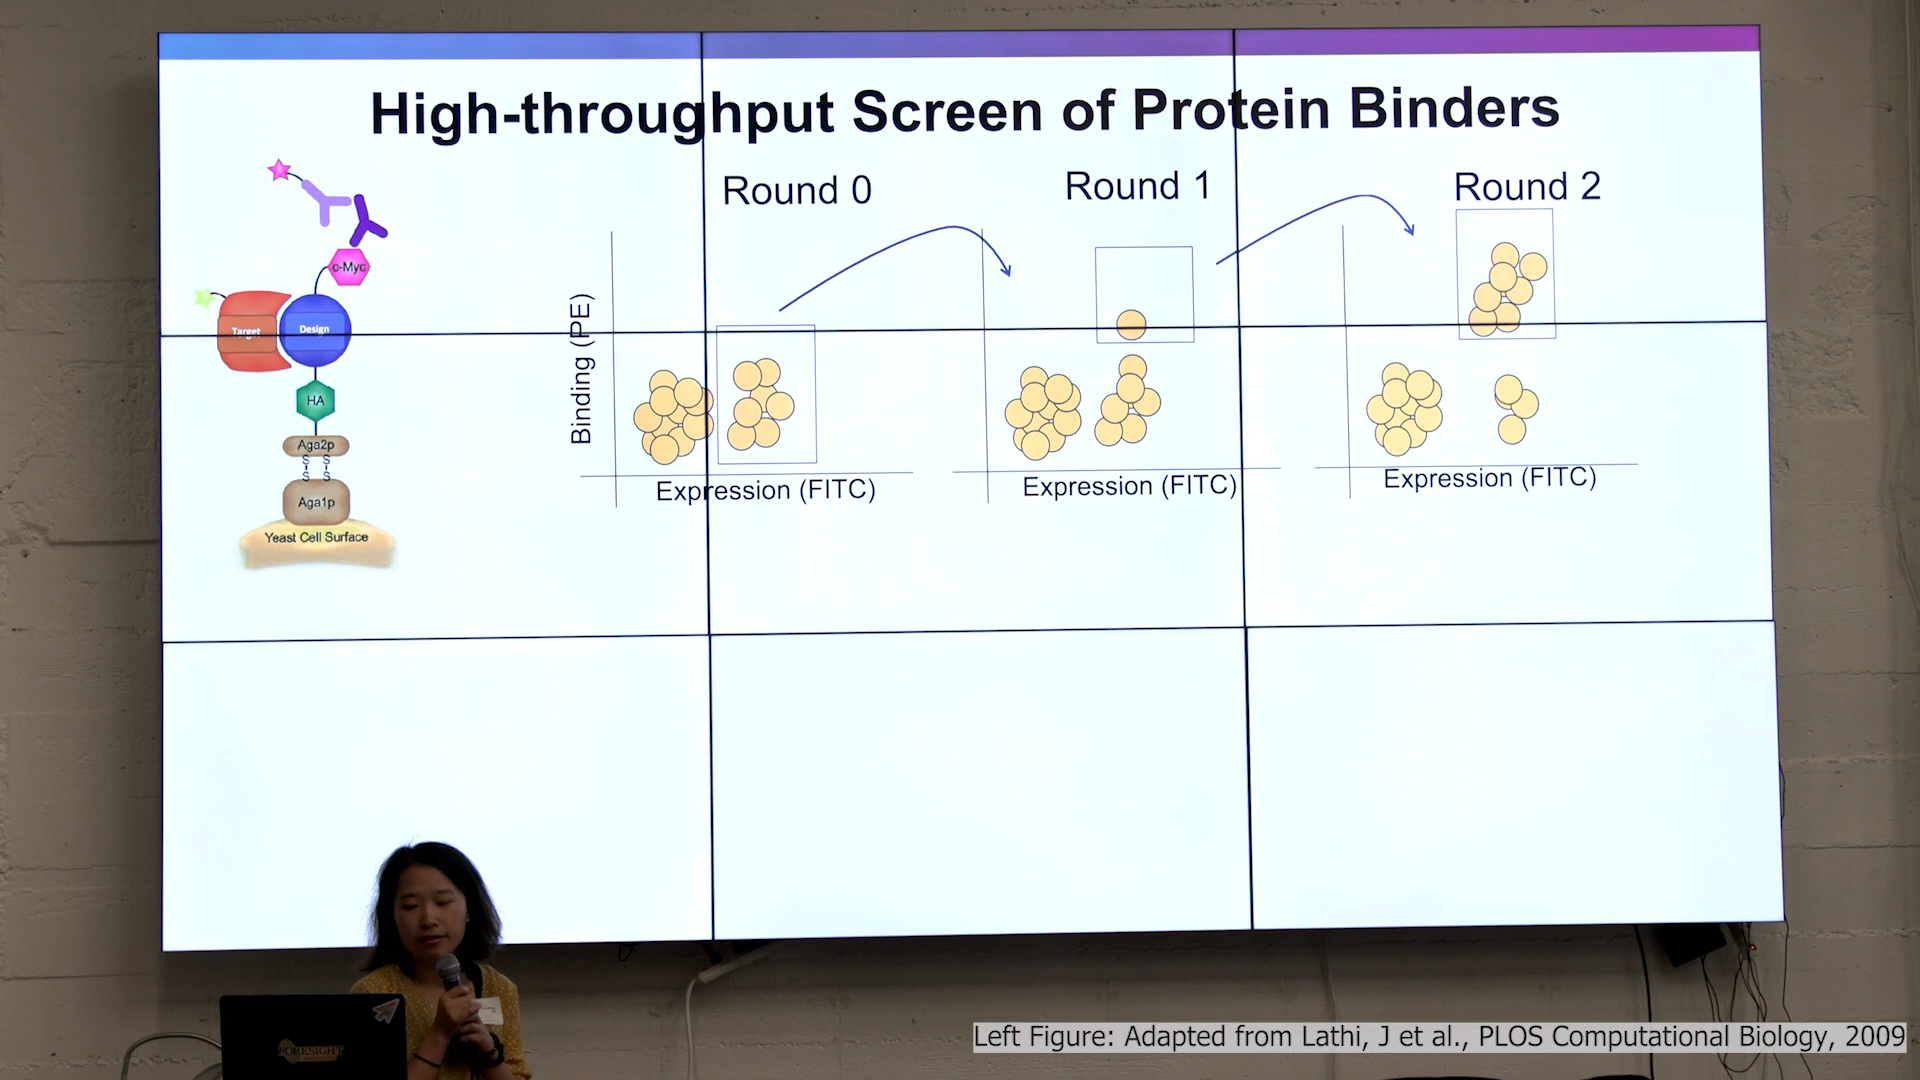 High-throughput Screen of Protein Binders
Round 0
Round 1
Round 2
c-Myc
Target
Design
HA
Aga2p
S S
S S
Aga1p
Yeast Cell Surface
Binding (PE)
Expression (FITC)
Expression (FITC)
Expression (FITC)
FORESIGHT
Left Figure: Adapted from Lathi, J et al., PLOS Computational Biology, 2009